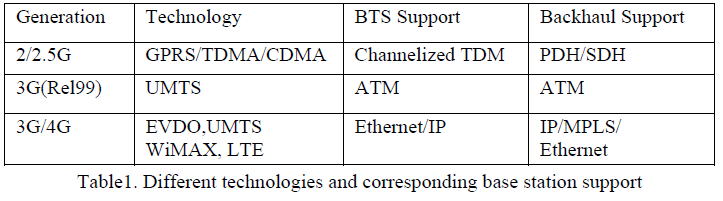 Generation Technology BTS Support Backhaul Support
2/2.5G GPRS/TDMA/CDMA Channelized TDM PDH/SDH
3G(Rel99) UMTS ATM ATM
3G/4G EVDO,UMTS Ethernet/IP IP/MPLS/
WiMAX, LTE Ethernet
Table1. Different technologies and corresponding base station support